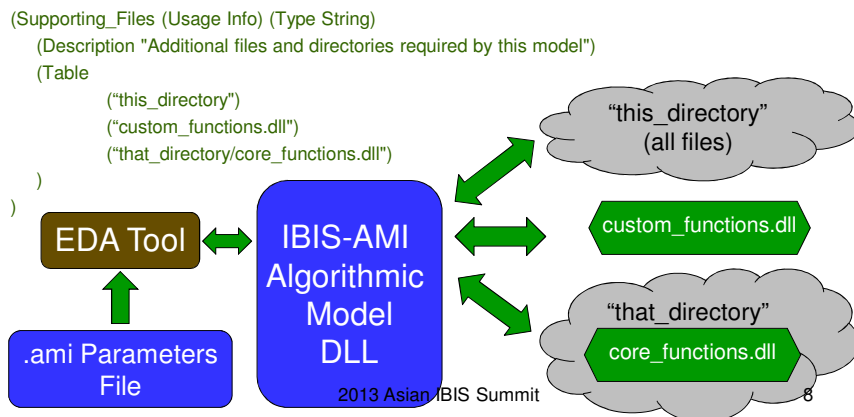 (Supporting_Files (Usage Info) (Type String)
(Description "Additional files and directories required by this model")
(Table
(“this_directory")
(“custom_functions.dll")
(“that_directory/core_functions.dll")
)
)
EDA Tool
.ami Parameters
File
IBIS-AMI
Algorithmic
Model
DLL
“this_directory”
(all files)
custom_functions.dll
“that_directory”
core_functions.dll
2013 Asian IBIS Summit
8